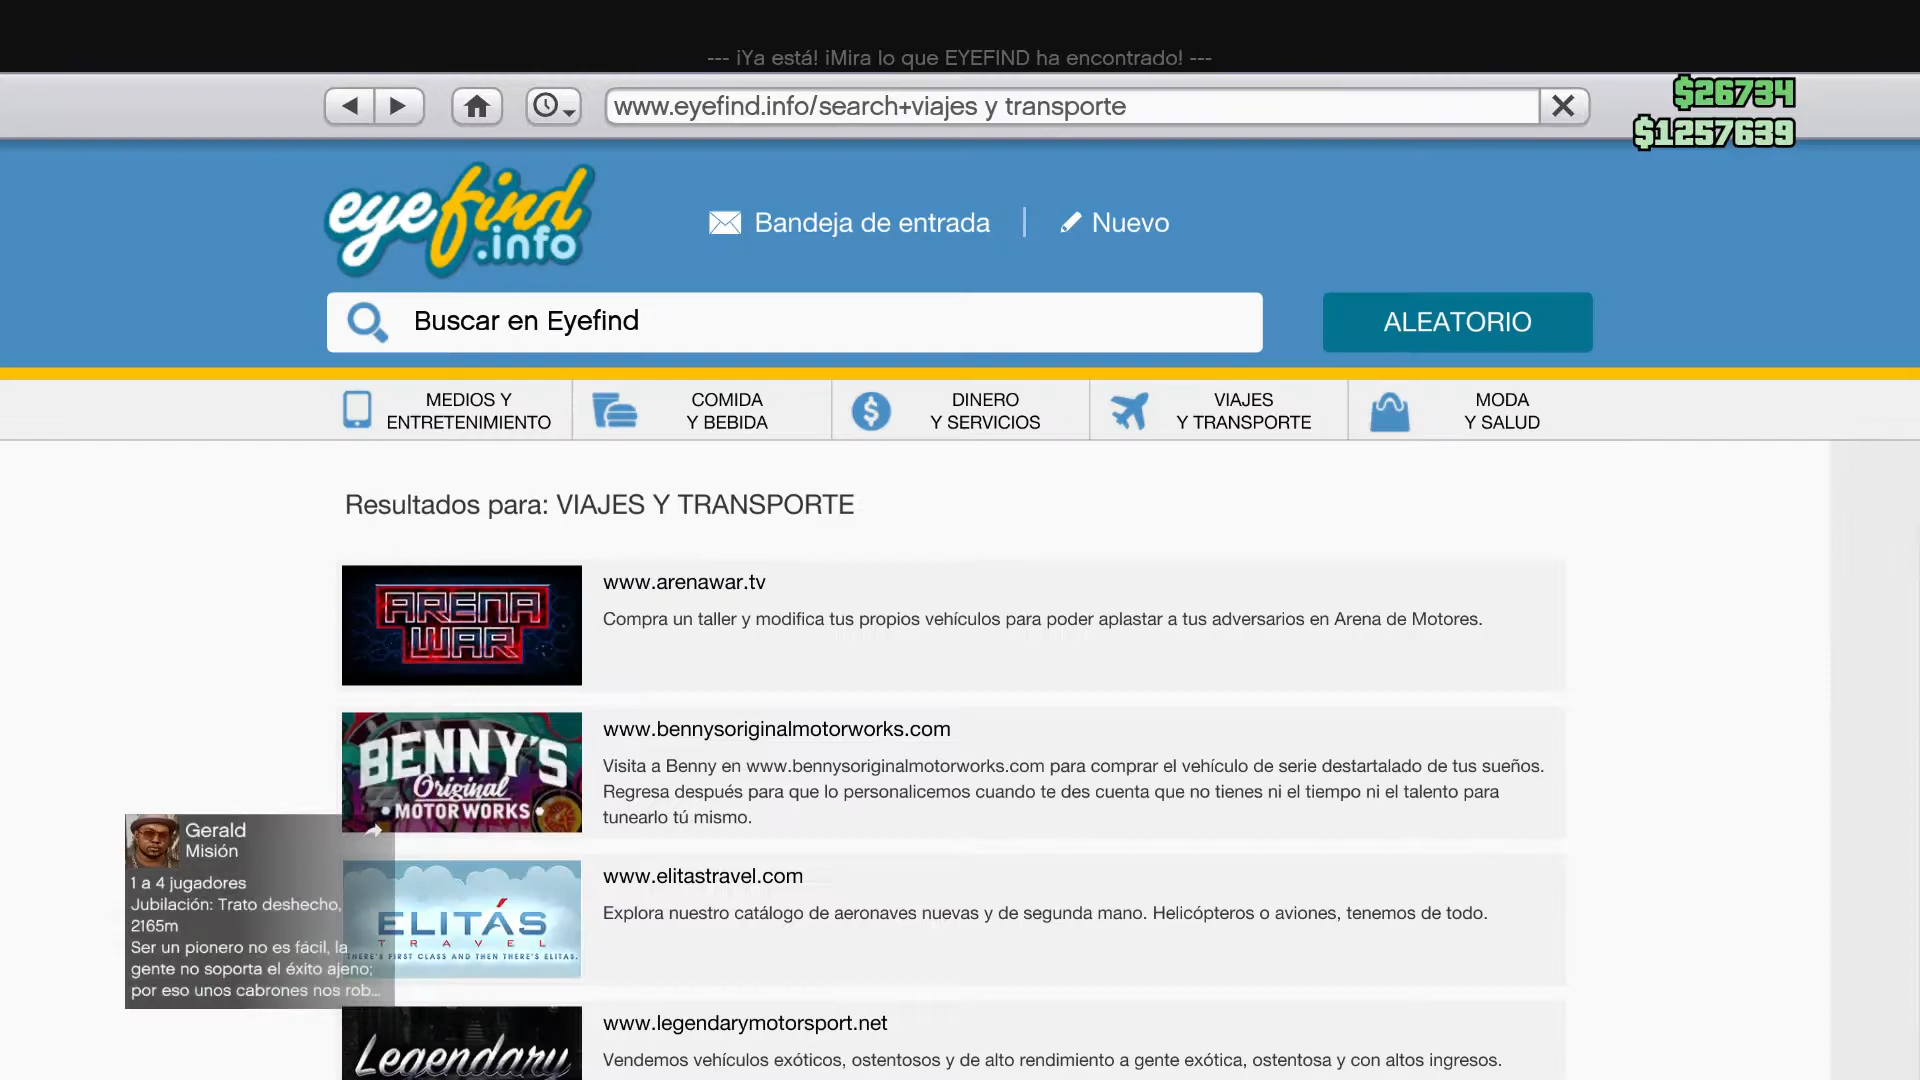 --- ¡Ya está! ¡Mira lo que EYEFIND ha encontrado! ---
www.eyefind.info/search+viajes y transporte
$26734
$1257639
eyefind
.info
Bandeja de entrada
Nuevo
Buscar en Eyefind
ALEATORIO
MEDIOS Y
ENTRETENIMIENTO
COMIDA
Y BEBIDA
DINERO
Y SERVICIOS
VIAJES
Y TRANSPORTE
MODA
Y SALUD
Resultados para: VIAJES Y TRANSPORTE
ARENA
WAR
www.arenawar.tv
Compra un taller y modifica tus propios vehículos para poder aplastar a tus adversarios en Arena de Motores.
BENNY'S
Original
MOTOR WORKS
www.bennysoriginalmotorworks.com
Visita a Benny en www.bennysoriginalmotorworks.com para comprar el vehículo de serie destartalado de tus sueños.
Regresa después para que lo personalicemos cuando te des cuenta que no tienes ni el tiempo ni el talento para
tunearlo tú mismo.
Gerald
Misión
1 a 4 jugadores
Jubilación: Trato deshecho,
2165m
Ser un pionero no es fácil, la
gente no soporta el éxito ajeno;
por eso unos cabrones nos rob...
ELITÁS
TRAVEL
THERE'S FIRST CLASS AND THEN THERE'S ELITAS.
www.elitastravel.com
Explora nuestro catálogo de aeronaves nuevas y de segunda mano. Helicópteros o aviones, tenemos de todo.
Legendary
www.legendarymotorsport.net
Vendemos vehículos exóticos, ostentosos y de alto rendimiento a gente exótica, ostentosa y con altos ingresos.